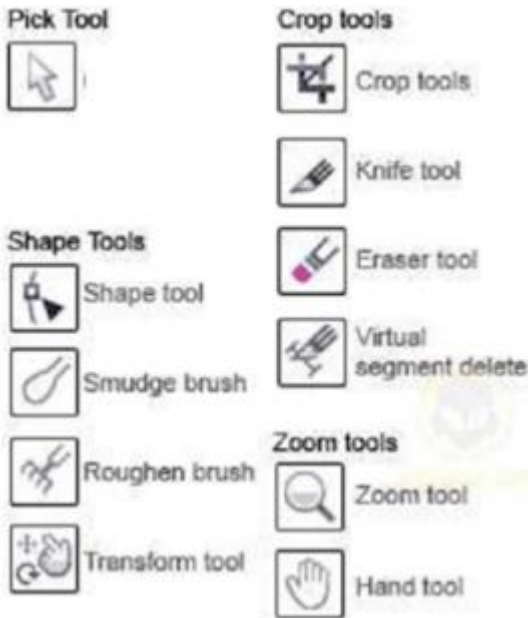 Pick Tool
Shape Tools
Shape tool
Smudge brush
Roughen brush
Transform tool
Crop tools
Crop tools
Knife tool
Eraser tool
Virtual
segment delete
Zoom tools
Zoom tool
Hand tool